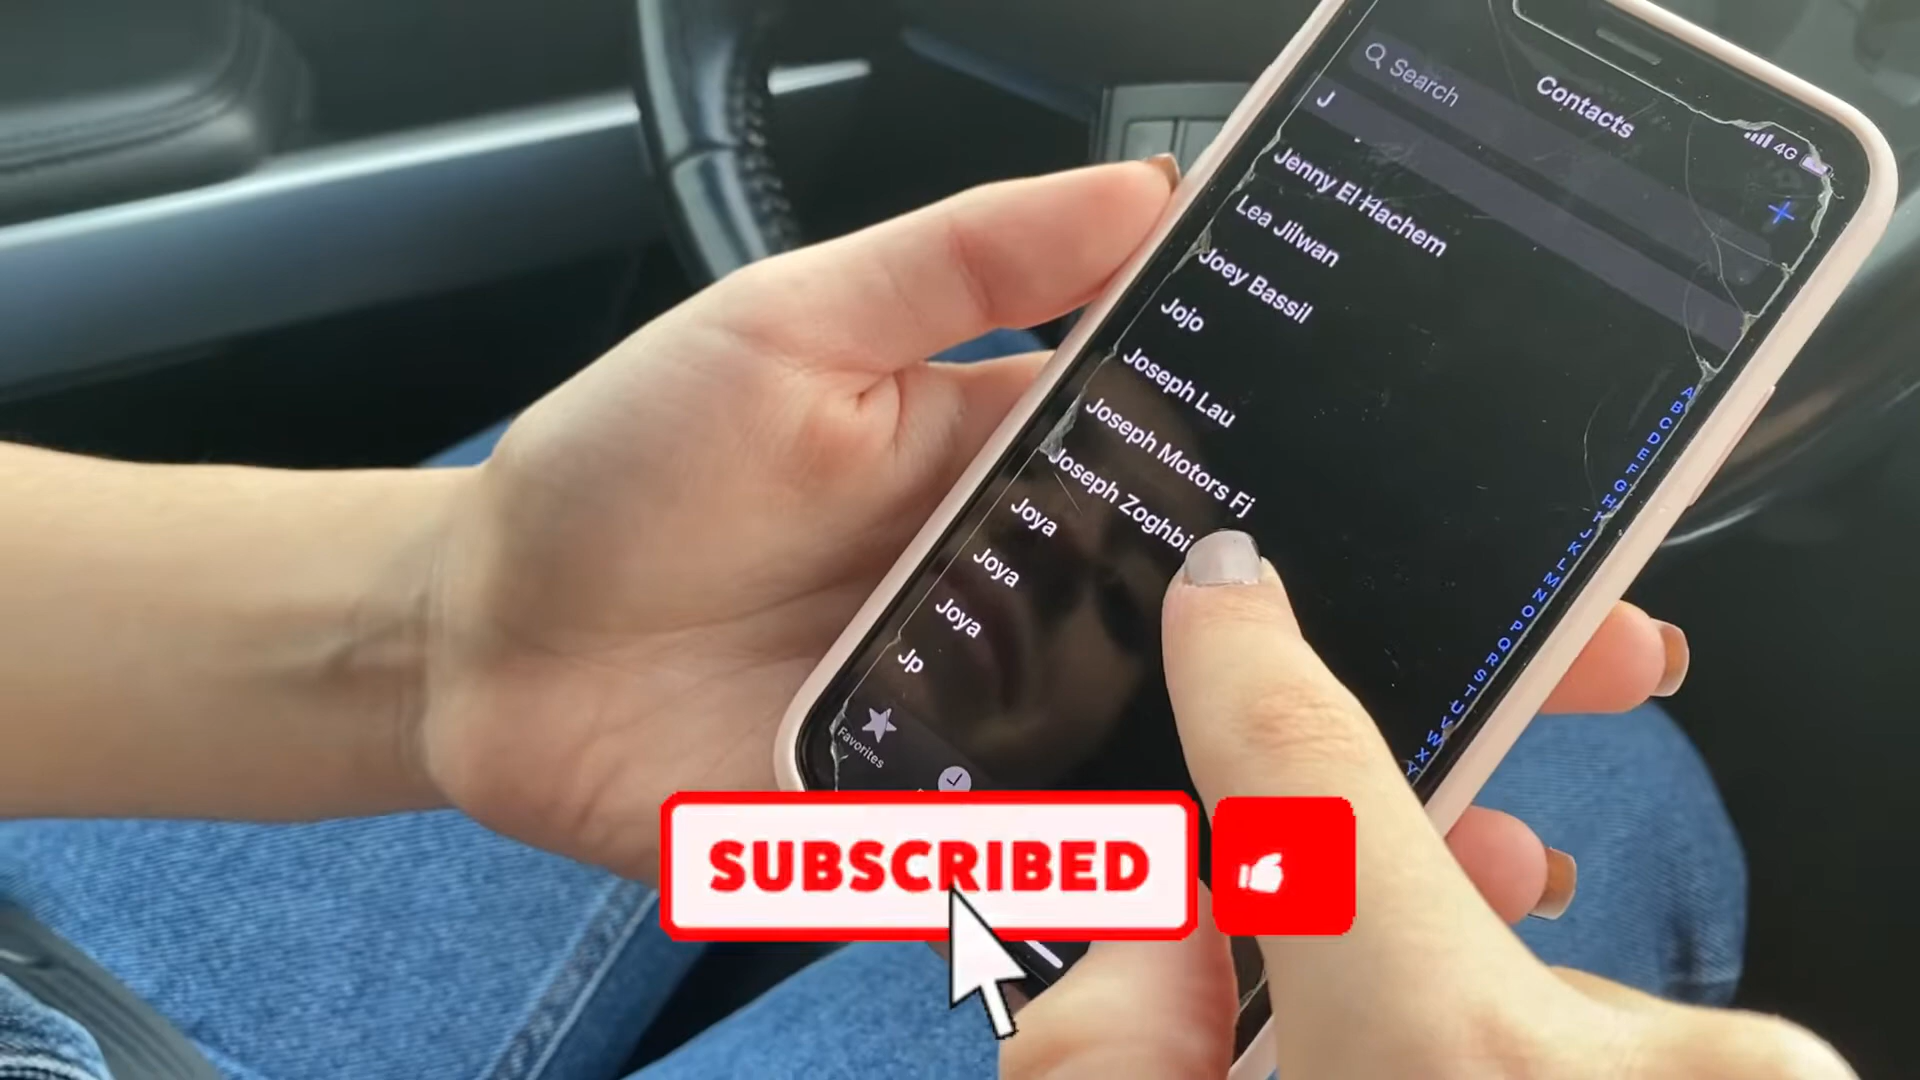 Contacts
4G
Search
J
Jenny El Hachem
Lea Jilwan
Joey Bassil
Jojo
Joseph Lau
Joseph Motors Fj
Joseph Zoghbi
Joya
Joya
Joya
Jp
A
B
C
D
E
F
G
H
I
J
K
L
M
N
O
P
Q
R
S
T
U
V
W
X
Y
Favorites
SUBSCRIBED